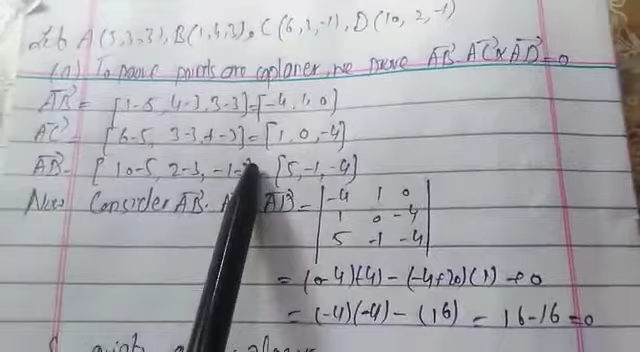 Let A(5,3,3), B(1,4,3), C(6,3,-1), D(10, 2, -1)
(a) To prove points are coplaner, we prove AB⃗. AC⃗ × AD⃗ = 0
AB⃗ = [1-5, 4-3, 3-3] = [-4, 1, 0]
AC⃗ = [6-5, 3-3, -1-3] = [1, 0, -4]
AD⃗ = [10-5, 2-3, -1-3] = [5, -1, -4]
Now Consider AB⃗. AD⃗ = | -4 1 0 |
| 1 0 -4 |
| 5 -1 -4 |
= (0-4)(-4) - (-4+20)(1) + 0
= (-4)(-4) - (16) = 16-16 = 0